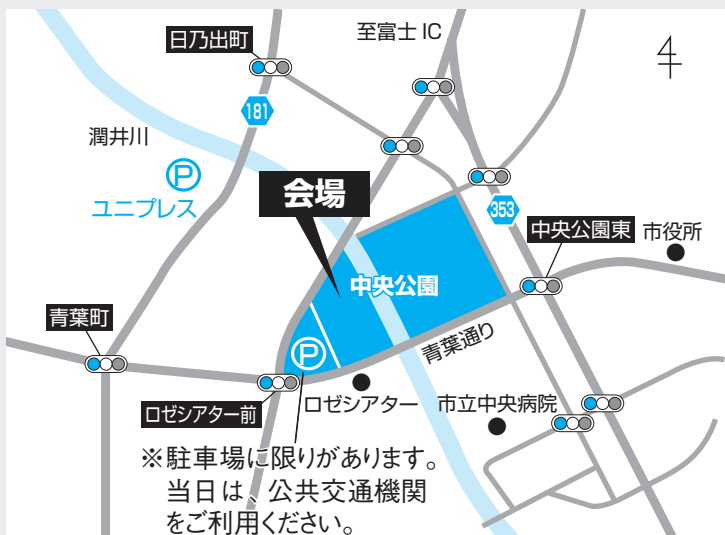 日乃出町
至富士 IC
潤井川
181
P
ユニプレス
会場
353
中央公園東
市役所
中央公園
青葉町
青葉通り
P
ロゼシアター前
ロゼシアター
市立中央病院
※駐車場に限りがあります。
当日は、公共交通機関
をご利用ください。